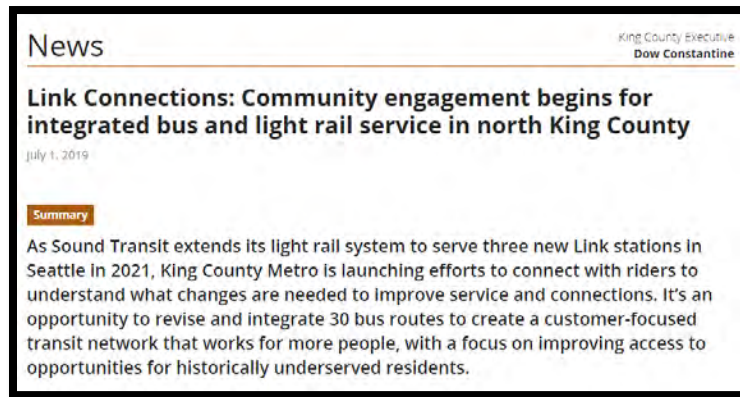 News
King County Executive
Dow Constantine
Link Connections: Community engagement begins for
integrated bus and light rail service in north King County
July 1, 2019
Summary
As Sound Transit extends its light rail system to serve three new Link stations in
Seattle in 2021, King County Metro is launching efforts to connect with riders to
understand what changes are needed to improve service and connections. It's an
opportunity to revise and integrate 30 bus routes to create a customer-focused
transit network that works for more people, with a focus on improving access to
opportunities for historically underserved residents.